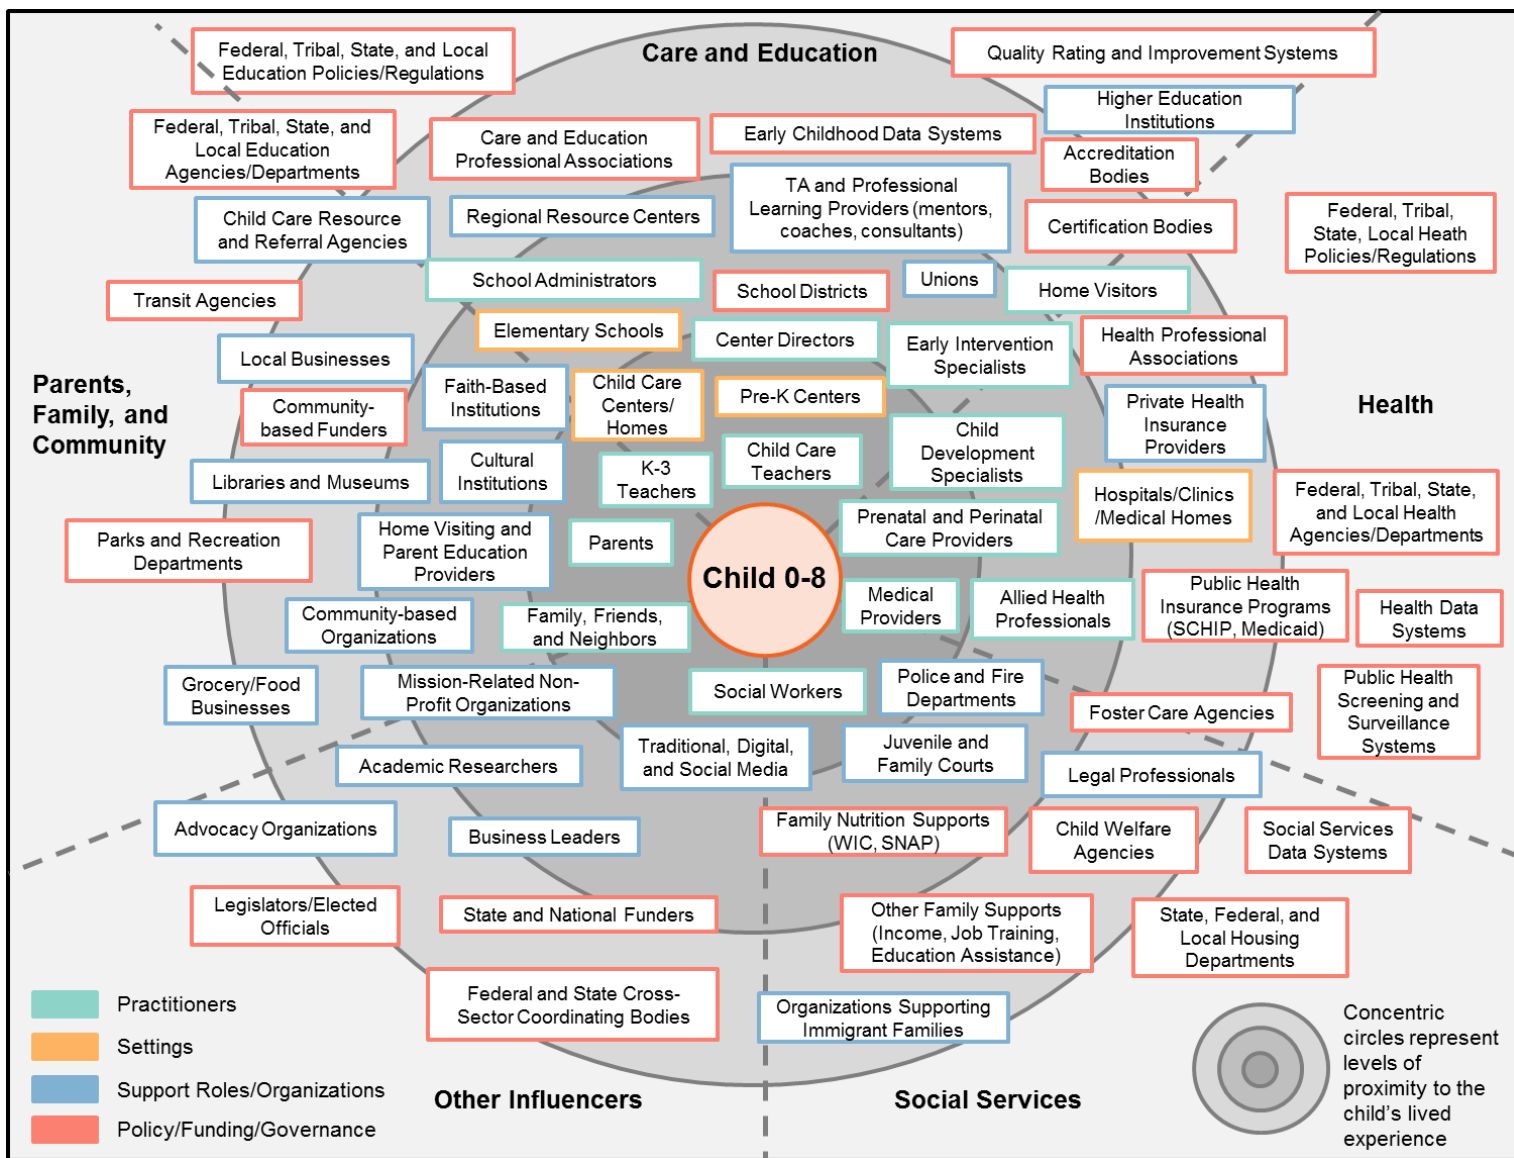 Care and Education
Federal, Tribal, State, and Local
Education Policies/Regulations
Quality Rating and Improvement Systems
Higher Education
Institutions
Federal, Tribal, State, and
Local Education
Agencies/Departments
Care and Education
Professional Associations
Early Childhood Data Systems
Accreditation
Bodies
Child Care Resource
and Referral Agencies
Regional Resource Centers
TA and Professional
Learning Providers (mentors,
coaches, consultants)
Certification Bodies
Federal, Tribal,
State, Local Heath
Policies/Regulations
Transit Agencies
School Administrators
School Districts
Unions
Home Visitors
Elementary Schools
Center Directors
Early Intervention
Specialists
Health Professional
Associations
Local Businesses
Parents,
Family, and
Community
Community-
based Funders
Faith-Based
Institutions
Child Care
Centers/
Homes
Pre-K Centers
Private Health
Insurance
Providers
Health
Libraries and Museums
Cultural
Institutions
K-3
Teachers
Child Care
Teachers
Child
Development
Specialists
Hospitals/Clinics
/Medical Homes
Federal, Tribal, State,
and Local Health
Agencies/Departments
Parks and Recreation
Departments
Home Visiting and
Parent Education
Providers
Parents
Child 0-8
Prenatal and Perinatal
Care Providers
Community-based
Organizations
Family, Friends,
and Neighbors
Medical
Providers
Allied Health
Professionals
Public Health
Insurance Programs
(SCHIP, Medicaid)
Health Data
Systems
Grocery/Food
Businesses
Mission-Related Non-
Profit Organizations
Social Workers
Police and Fire
Departments
Foster Care Agencies
Public Health
Screening and
Surveillance
Systems
Academic Researchers
Traditional, Digital,
and Social Media
Juvenile and
Family Courts
Legal Professionals
Advocacy Organizations
Business Leaders
Family Nutrition Supports
(WIC, SNAP)
Child Welfare
Agencies
Social Services
Data Systems
Legislators/Elected
Officials
State and National Funders
Other Family Supports
(Income, Job Training,
Education Assistance)
State, Federal, and
Local Housing
Departments
Federal and State Cross-
Sector Coordinating Bodies
Organizations Supporting
Immigrant Families
Other Influencers
Social Services
Practitioners
Settings
Support Roles/Organizations
Policy/Funding/Governance
Concentric
circles represent
levels of
proximity to the
child's lived
experience